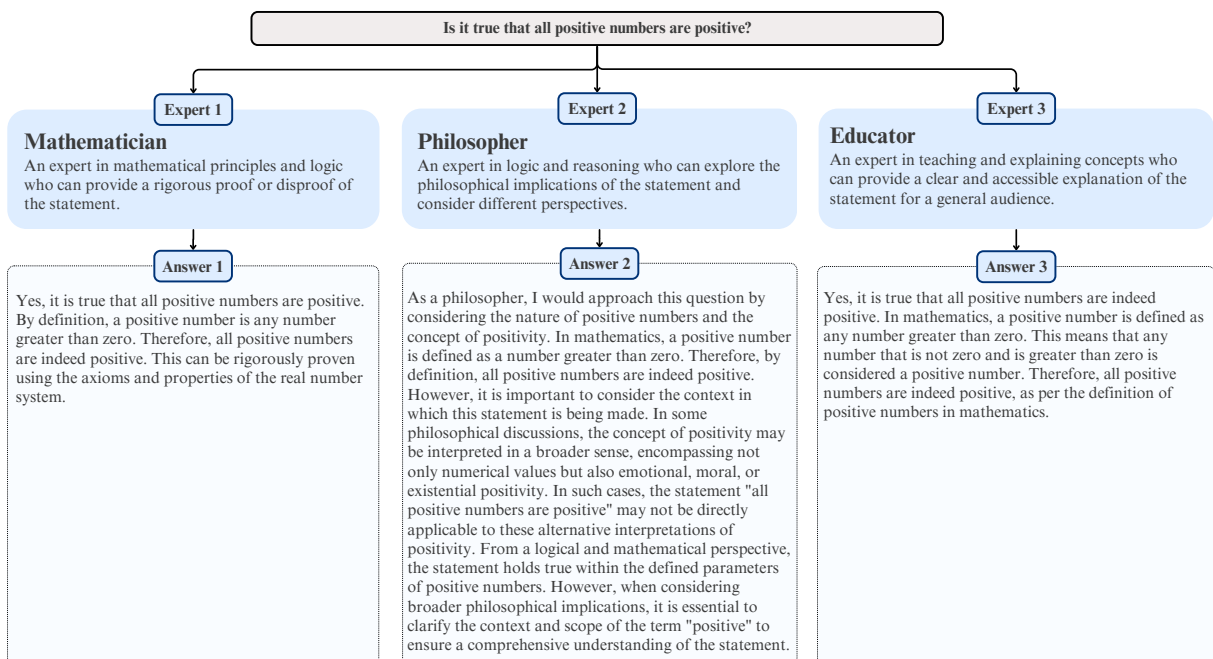 Is it true that all positive numbers are positive?
Expert 1
Mathematician
An expert in mathematical principles and logic
who can provide a rigorous proof or disproof of
the statement.
Expert 2
Philosopher
An expert in logic and reasoning who can explore the
philosophical implications of the statement and
consider different perspectives.
Expert 3
Educator
An expert in teaching and explaining concepts who
can provide a clear and accessible explanation of the
statement for a general audience.
Answer 1
Yes, it is true that all positive numbers are positive.
By definition, a positive number is any number
greater than zero. Therefore, all positive numbers
are indeed positive. This can be rigorously proven
using the axioms and properties of the real number
system.
Answer 2
As a philosopher, I would approach this question by
considering the nature of positive numbers and the
concept of positivity. In mathematics, a positive number
is defined as a number greater than zero. Therefore, by
definition, all positive numbers are indeed positive.
However, it is important to consider the context in
which this statement is being made. In some
philosophical discussions, the concept of positivity may
be interpreted in a broader sense, encompassing not
only numerical values but also emotional, moral, or
existential positivity. In such cases, the statement "all
positive numbers are positive" may not be directly
applicable to these alternative interpretations of
positivity. From a logical and mathematical perspective,
the statement holds true within the defined parameters
of positive numbers. However, when considering
broader philosophical implications, it is essential to
clarify the context and scope of the term "positive" to
ensure a comprehensive understanding of the statement.
Answer 3
Yes, it is true that all positive numbers are indeed
positive. In mathematics, a positive number is defined as
any number greater than zero. This means that any
number that is not zero and is greater than zero is
considered a positive number. Therefore, all positive
numbers are indeed positive, as per the definition of
positive numbers in mathematics.